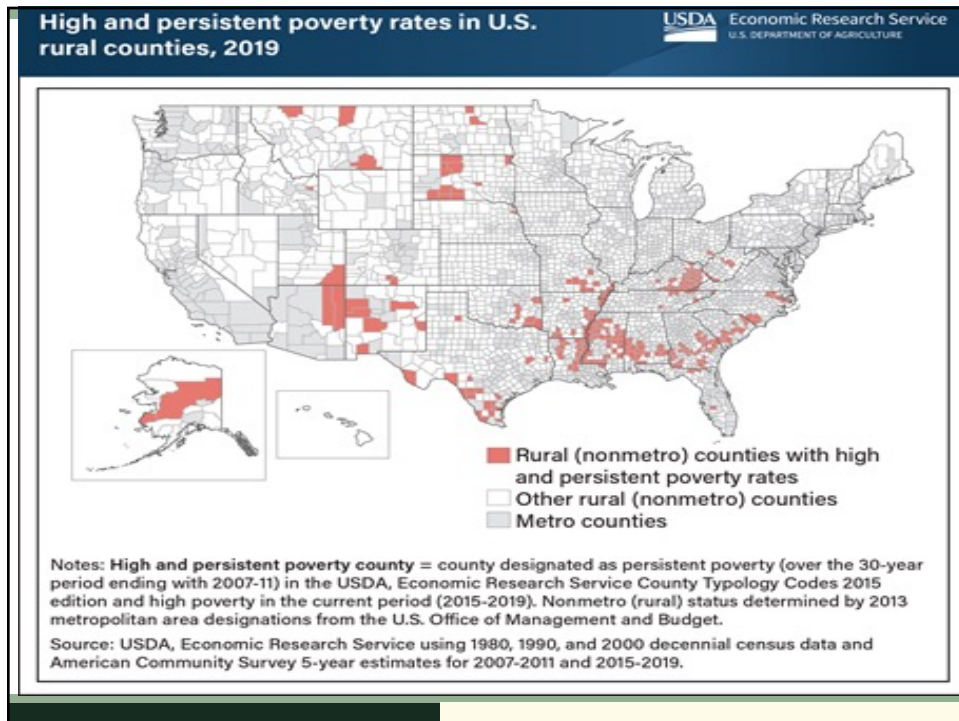 High and persistent poverty rates in U.S.
rural counties, 2019
USDA Economic Research Service
U.S. DEPARTMENT OF AGRICULTURE
Rural (nonmetro) counties with high
and persistent poverty rates
Other rural (nonmetro) counties
Metro counties
Notes: High and persistent poverty county = county designated as persistent poverty (over the 30-year
period ending with 2007-11) in the USDA, Economic Research Service County Typology Codes 2015
edition and high poverty in the current period (2015-2019). Nonmetro (rural) status determined by 2013
metropolitan area designations from the U.S. Office of Management and Budget.
Source: USDA, Economic Research Service using 1980, 1990, and 2000 decennial census data and
American Community Survey 5-year estimates for 2007-2011 and 2015-2019.